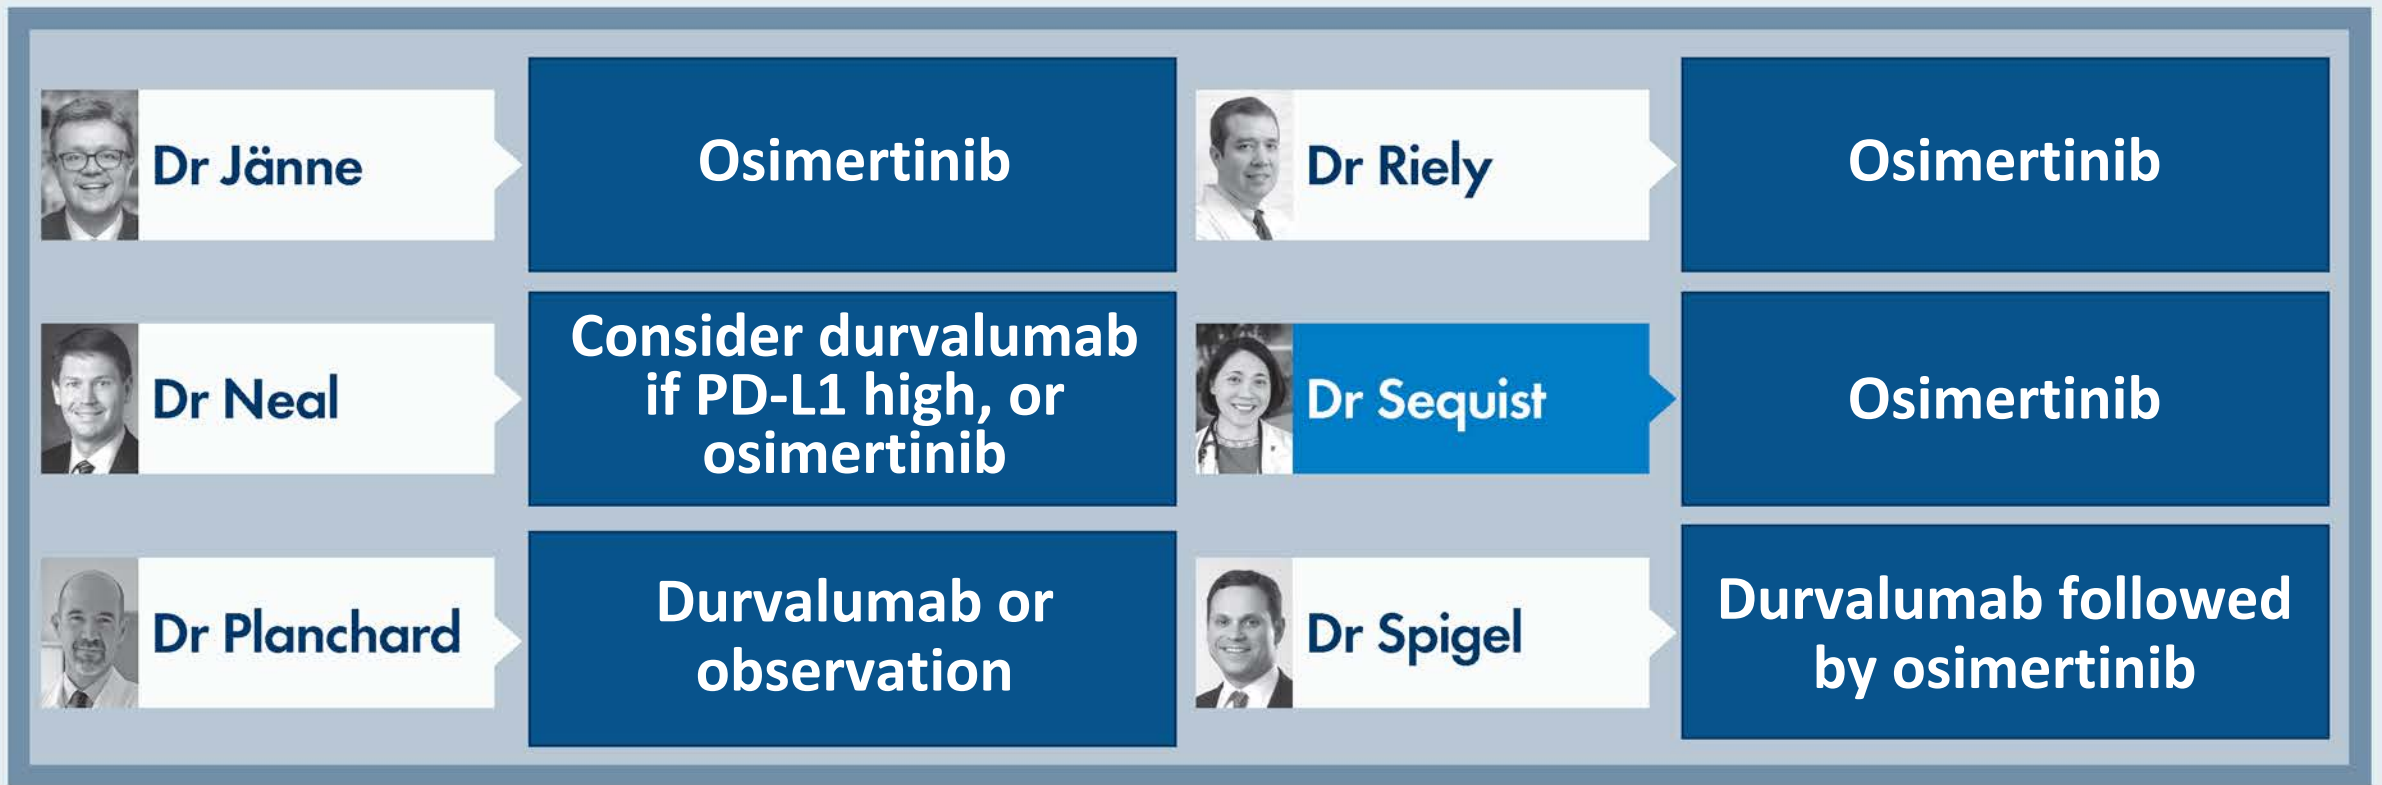 Dr Jänne
Osimertinib
Dr Riely
Osimertinib
Dr Neal
Consider durvalumab
if PD-L1 high, or
osimertinib
Dr Sequist
Osimertinib
Dr Planchard
Durvalumab or
observation
Dr Spigel
Durvalumab followed
by osimertinib